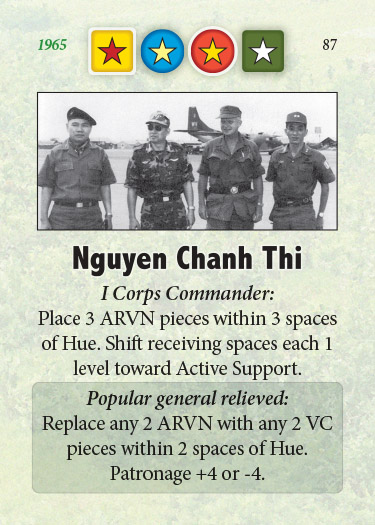 1965 87
Nguyen Chanh Thi
I Corps Commander:
Place 3 ARVN pieces within 3 spaces
of Hue. Shift receiving spaces each 1
level toward Active Support.
Popular general relieved:
Replace any 2 ARVN with any 2 VC
pieces within 2 spaces of Hue.
Patronage +4 or -4.